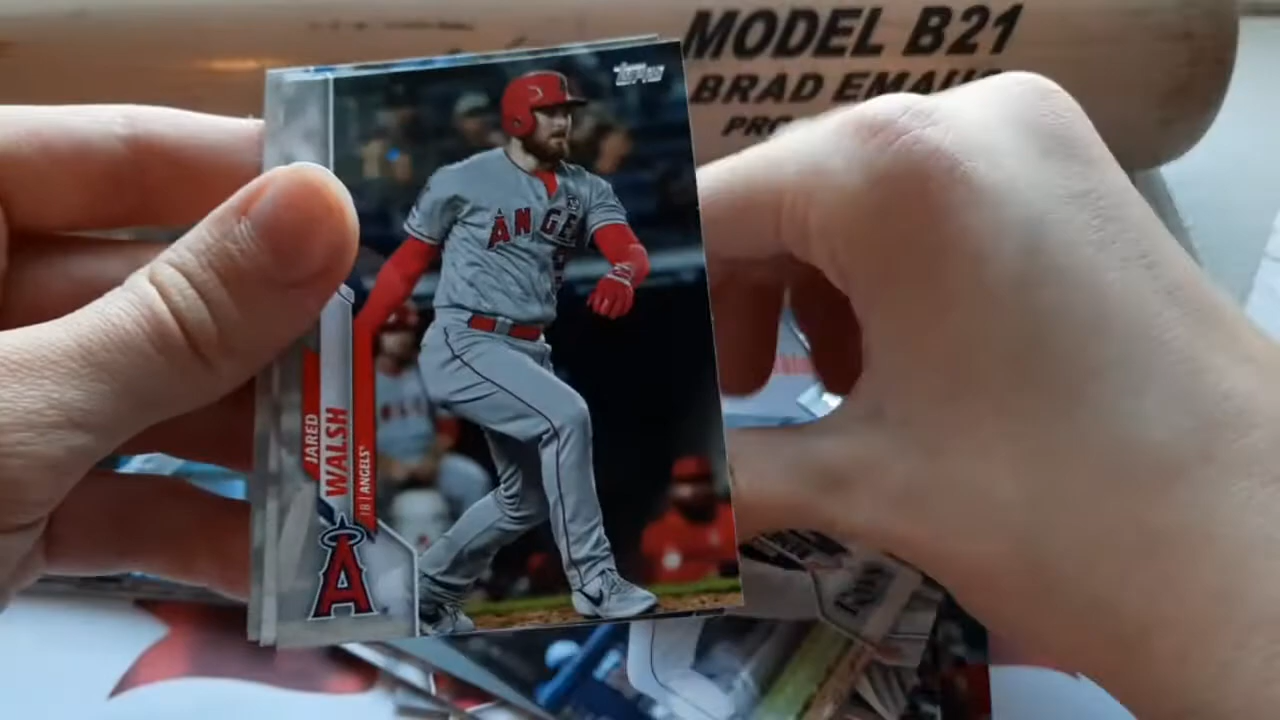 MODEL B21
BRAD EMAUS
PRO
topps
ANGE
JARED
WALSH
1B | ANGELS
A